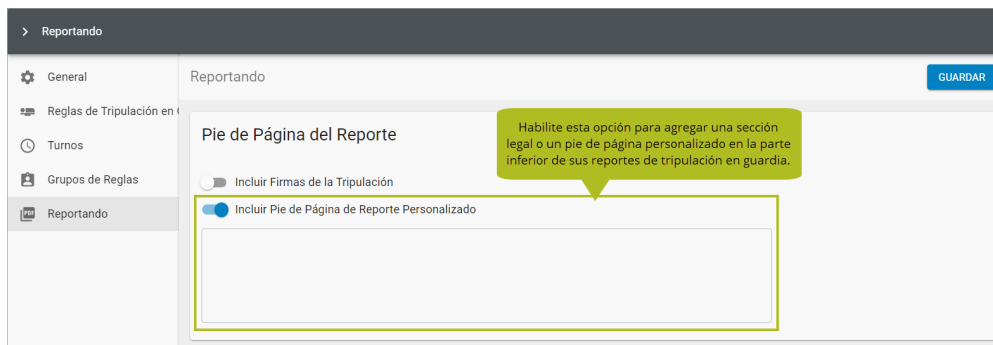 Reportando
General
Reportando
GUARDAR
Reglas de Tripulación en
Turnos
Grupos de Reglas
PDF
Reportando
Pie de Página del Reporte
Habilite esta opción para agregar una sección
legal o un pie de página personalizado en la parte
inferior de sus reportes de tripulación en guardia.
Incluir Firmas de la Tripulación
Incluir Pie de Página de Reporte Personalizado